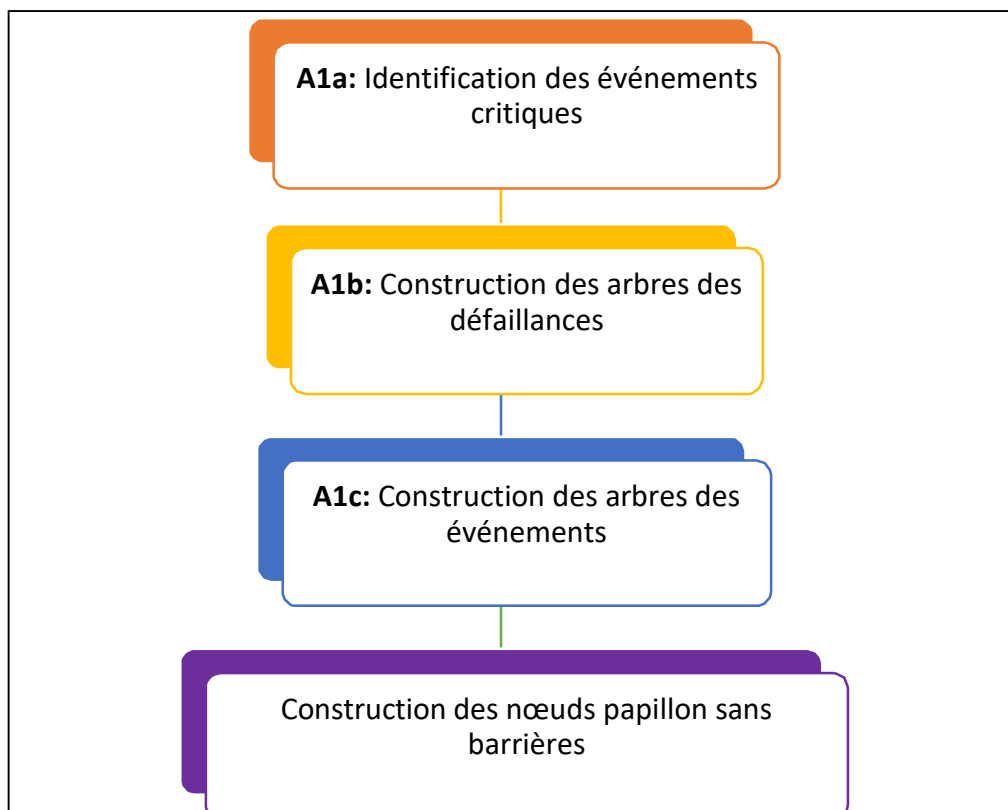 A1a: Identification des événements
critiques
A1b: Construction des arbres des
défaillances
A1c: Construction des arbres des
événements
Construction des nœuds papillon sans
barrières